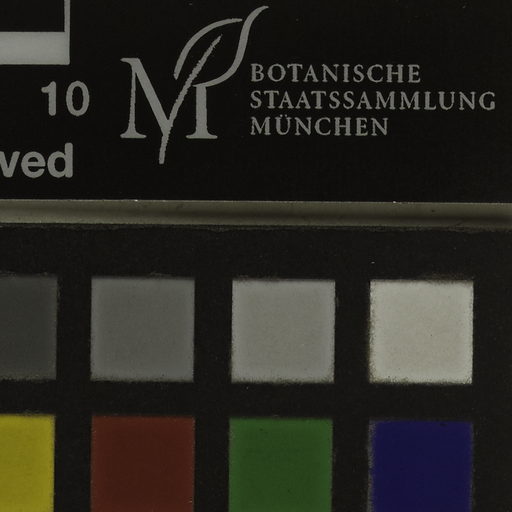 10
ved
M
BOTANISCHE
STAATSSAMMLUNG
MÜNCHEN